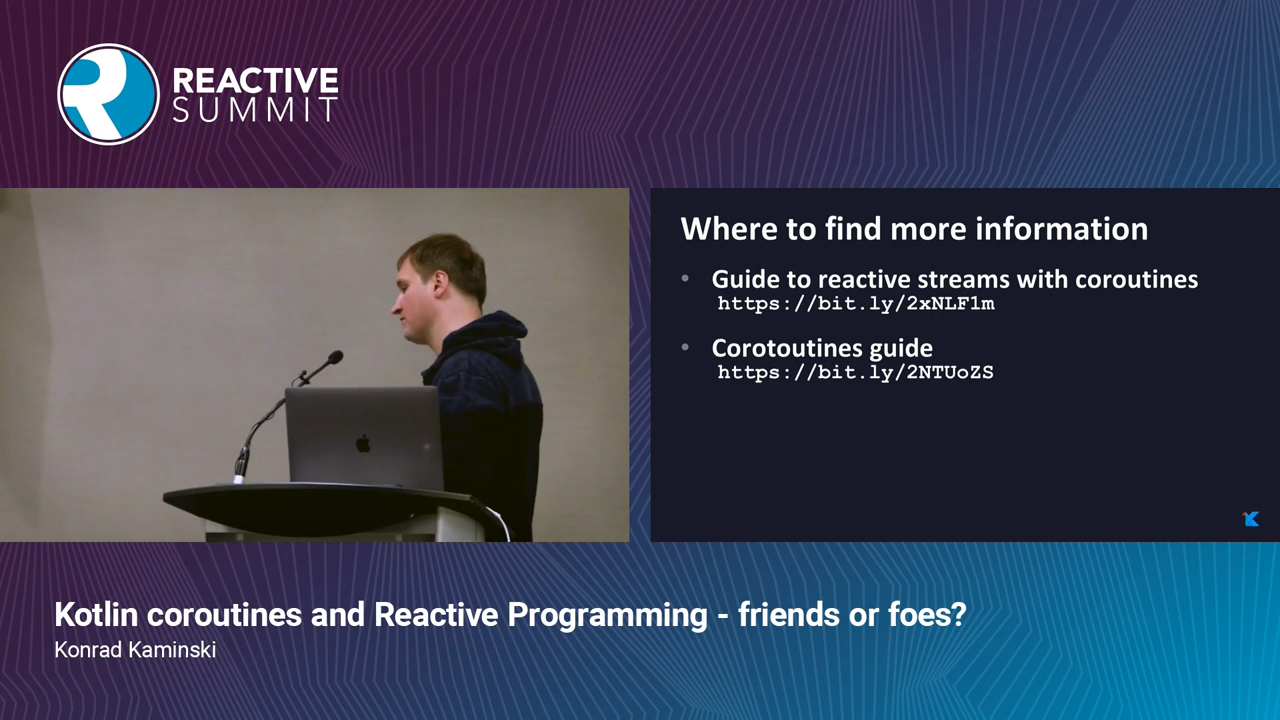 REACTIVE
SUMMIT
Where to find more information
• Guide to reactive streams with coroutines
https://bit.ly/2xNLF1m
• Corotoutines guide
https://bit.ly/2NTUoZS
Kotlin coroutines and Reactive Programming - friends or foes?
Konrad Kaminski